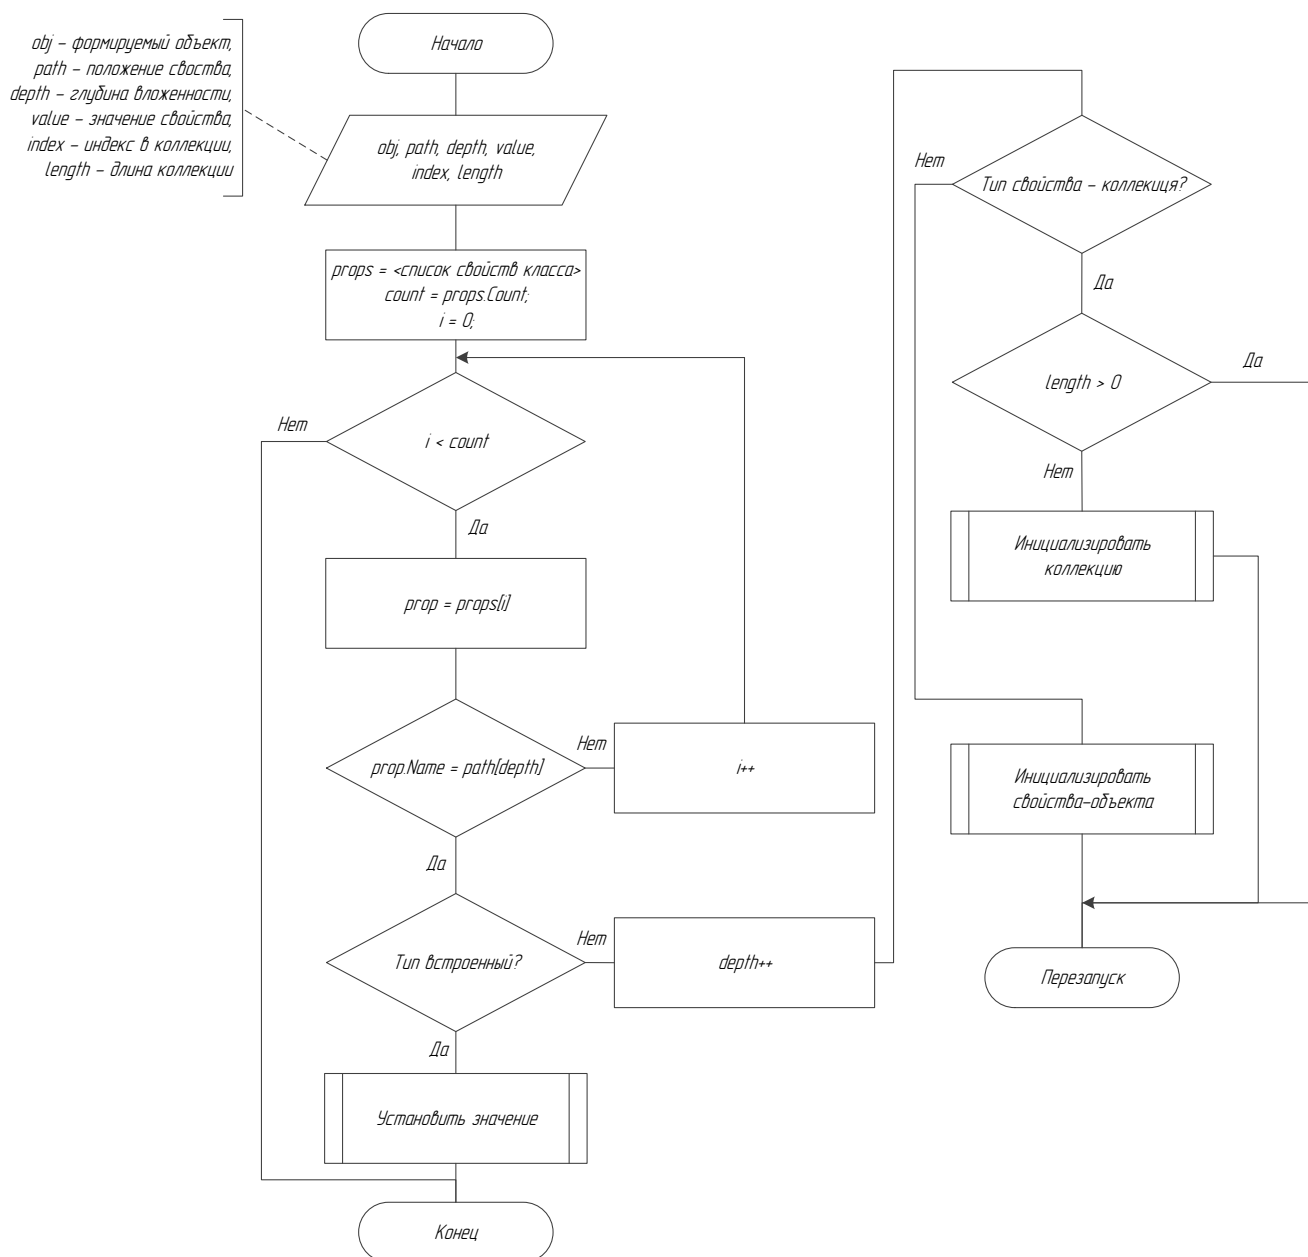 obj – формируемый объект,
path – положение свойства,
depth – глубина вложенности,
value – значение свойства,
index – индекс в коллекции,
length – длина коллекции
Начало
obj, path, depth, value,
index, length
props = <список свойств класса>
count = props.Count;
i = 0;
Нет
i < count
Да
prop = props[i]
prop.Name = path[depth]
Нет
i++
Да
Тип встроенный?
Нет
depth++
Да
Установить значение
Конец
Нет
Тип свойства – коллекиця?
Да
length > 0
Да
Нет
Инициализировать
коллекцию
Инициализировать
свойства-объекта
Перезапуск